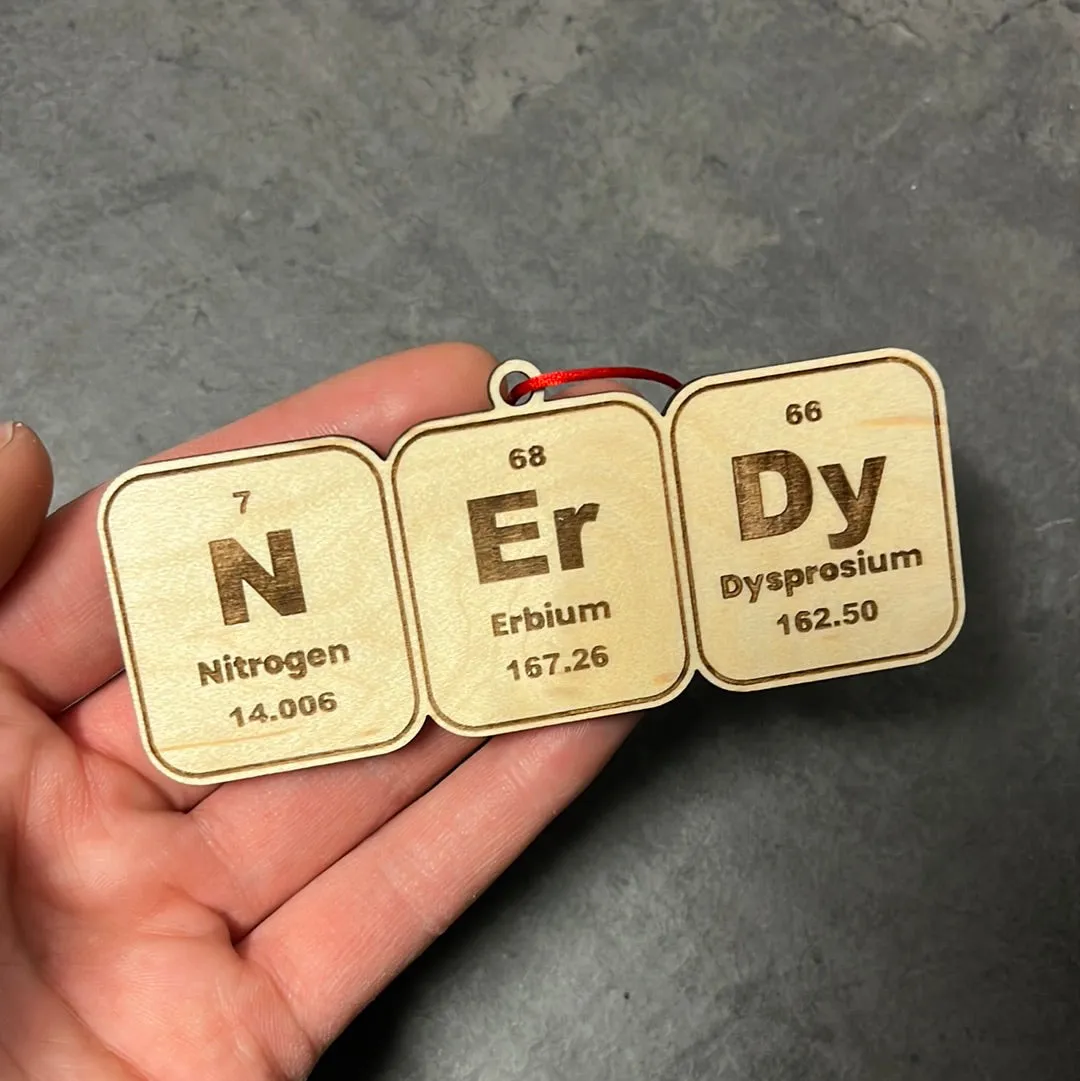 7
N
Nitrogen
14.006
68
Er
Erbium
167.26
66
Dy
Dysprosium
162.50